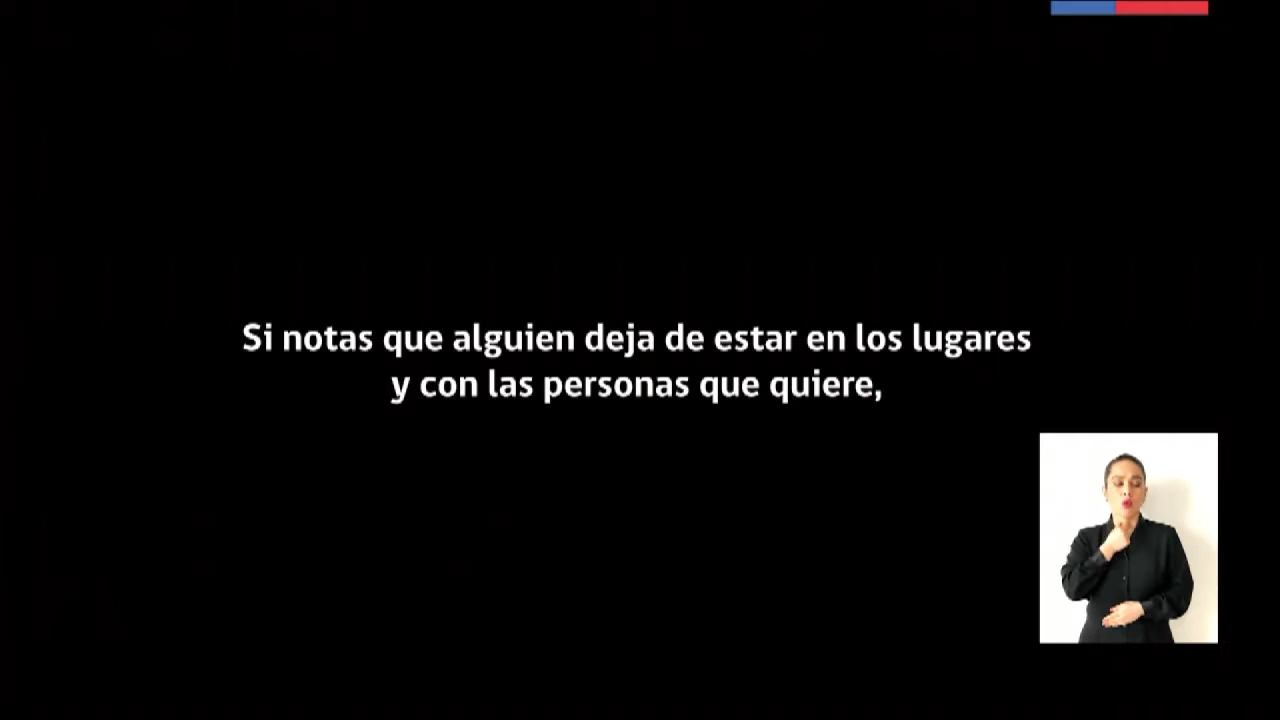 Si notas que alguien deja de estar en los lugares
y con las personas que quiere,